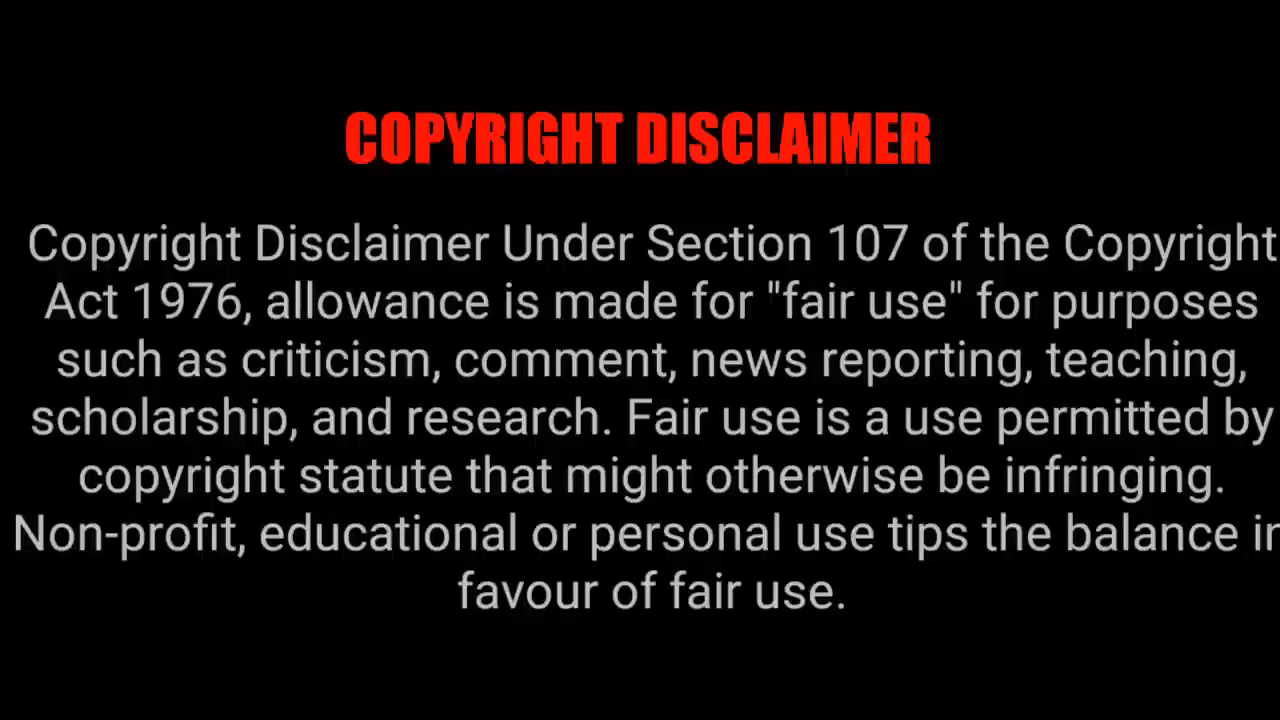 COPYRIGHT DISCLAIMER
Copyright Disclaimer Under Section 107 of the Copyright
Act 1976, allowance is made for "fair use" for purposes
such as criticism, comment, news reporting, teaching,
scholarship, and research. Fair use is a use permitted by
copyright statute that might otherwise be infringing.
Non-profit, educational or personal use tips the balance in
favour of fair use.